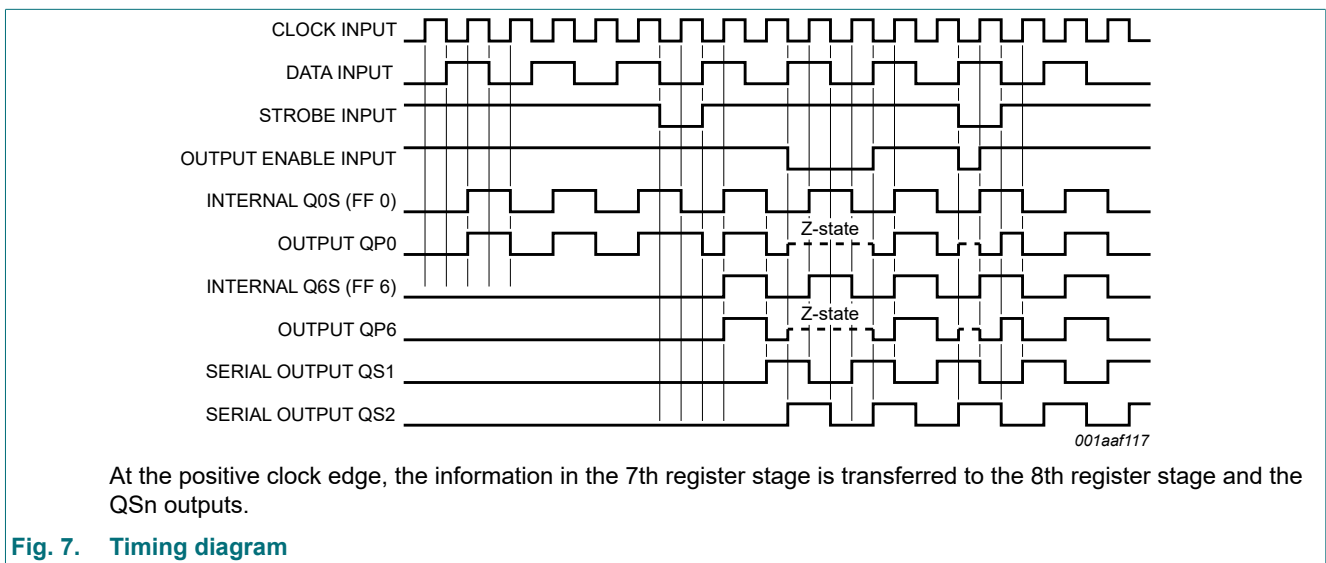 CLOCK INPUT
DATA INPUT
STROBE INPUT
OUTPUT ENABLE INPUT
INTERNAL Q0S (FF 0)
Z-state
OUTPUT QP0
INTERNAL Q6S (FF 6)
Z-state
OUTPUT QP6
SERIAL OUTPUT QS1
SERIAL OUTPUT QS2
001aaf117
At the positive clock edge, the information in the 7th register stage is transferred to the 8th register stage and the
QSn outputs.
Fig. 7. Timing diagram